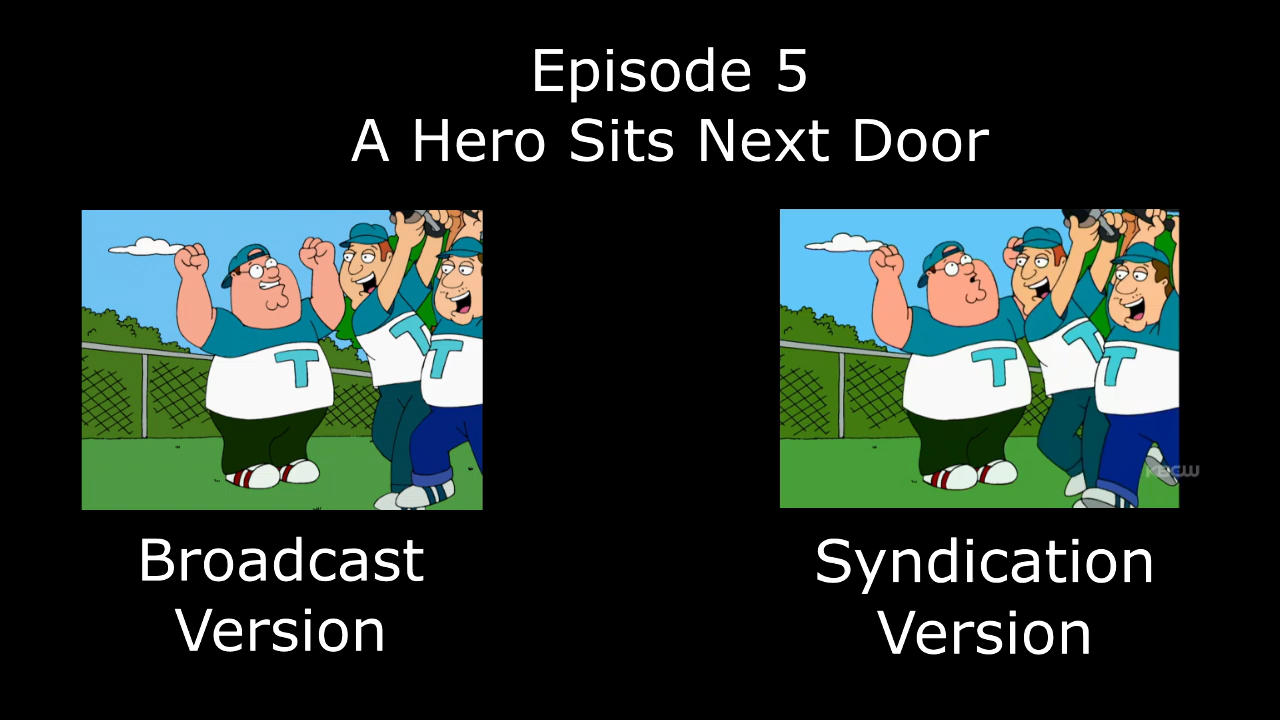 Episode 5
A Hero Sits Next Door
T
T
T
T
T
T
Broadcast
Version
Syndication
Version